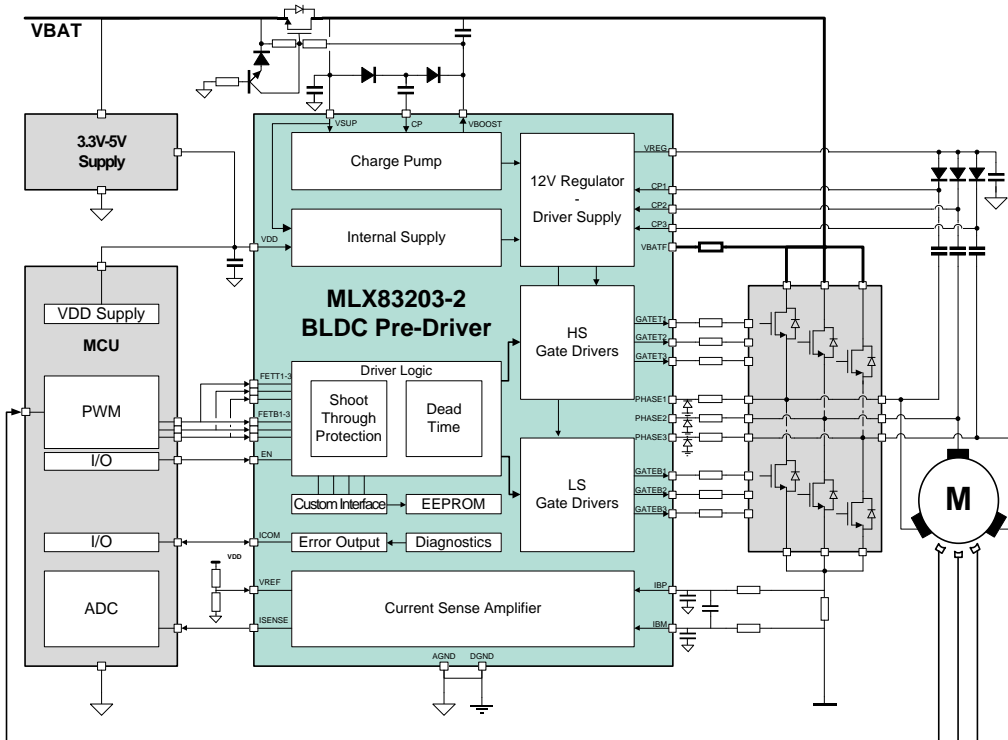 VBAT
3.3V-5V
Supply
VSUP
CP
VBOOST
Charge Pump
12V Regulator
-
Driver Supply
VREG
CP1
CP2
CP3
VBATF
Internal Supply
VDD
MLX83203-2
BLDC Pre-Driver
VDD Supply
MCU
PWM
I/O
I/O
ADC
FETT1-3
FETB1-3
EN
ICOM
VDD
VREF
ISENSE
Driver Logic
Shoot
Through
Protection
Dead
Time
HS
Gate Drivers
LS
Gate Drivers
GATET1
GATET2
GATET3
PHASE1
PHASE2
PHASE3
GATEB1
GATEB2
GATEB3
Custom Interface
EEPROM
Error Output
Diagnostics
Current Sense Amplifier
IBP
IBM
AGND
DGND
M